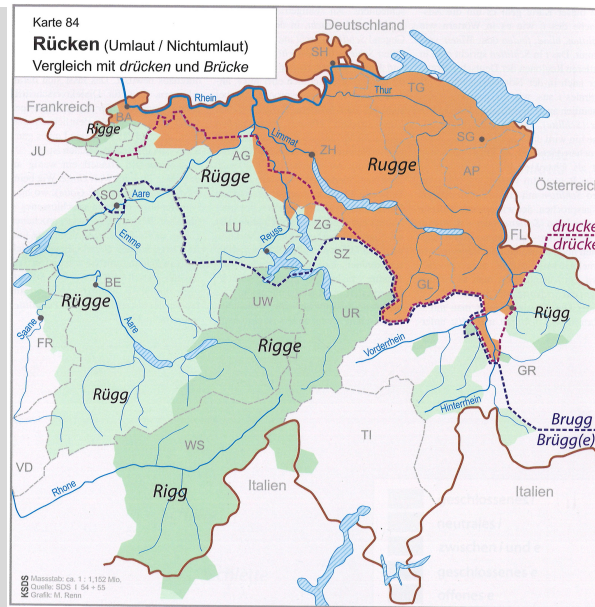 Karte 84
Rücken (Umlaut / Nichtumlaut)
Vergleich mit drücken und Brücke
Deutschland
SH
Frankreich
Rhein
Thur
TG
BA
Rigge
JU
AG
Limmat
ZH
SG
AP
Rugge
Rügge
Österreich
SO
Aare
Emme
LU
Reuss
ZG
SZ
FL
drucke
drücke
GL
BE
Rügge
UW
UR
Aare
Saane
FR
Rigge
Vorderrhein
Rügg
GR
Rügg
Hinterrhein
Brugg
Brügg(e)
WS
TI
VD
Rhone
Rigg
Italien
Italien
KSDS
Massstab: ca. 1 : 1,152 Mio.
Quelle: SDS I 54 + 55
Grafik: M. Renn